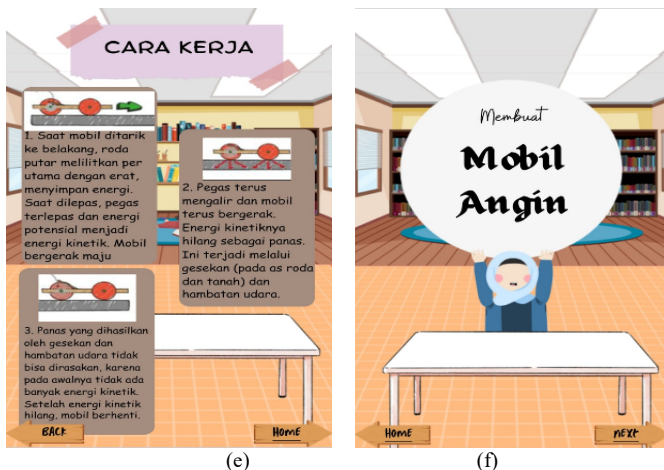 CARA KERJA
1. Saat mobil ditarik
ke belakang, roda
putar melilitkan per
utama dengan erat,
menyimpan energi.
Saat dilepas, pegas
terlepas dan energi
potensial menjadi
energi kinetik. Mobil
bergerak maju
2. Pegas terus
mengalir dan mobil
terus bergerak.
Energi kinetiknya
hilang sebagai panas.
Ini terjadi melalui
gesekan (pada as roda
dan tanah) dan
hambatan udara.
3. Panas yang dihasilkan
oleh gesekan dan
hambatan udara tidak
bisa dirasakan, karena
pada awalnya tidak ada
banyak energi kinetik.
Setelah energi kinetik
hilang, mobil berhenti.
BACK
HOME
(e)
Membuat
Mobil
Angin
HOME
NEXT
(f)